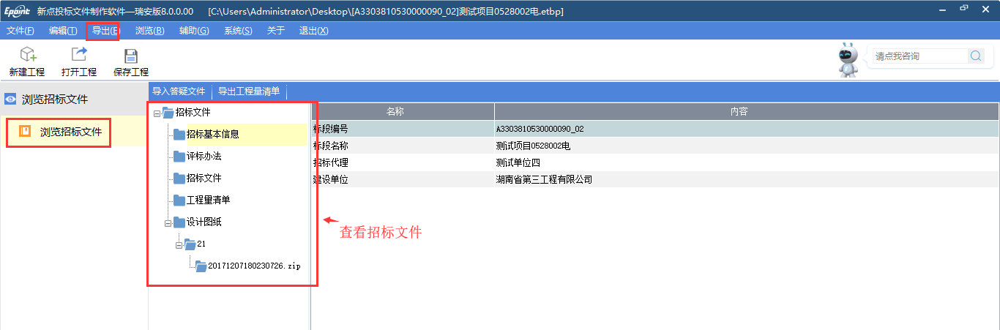 Epoint 新点投标文件制作软件—瑞安版8.0.0.00 [C:\Users\Administrator\Desktop\[A3303810530000090_02]测试项目0528002电.etbp]
文件(F) 编辑(T) 导出(E) 浏览(B) 辅助(G) 系统(S) 关于 退出(X)
请点我咨询
新建工程 打开工程 保存工程
浏览招标文件
浏览招标文件
导入答疑文件 导出工程量清单
招标文件
招标基本信息
评标办法
招标文件
工程量清单
设计图纸
21
20171207180230726.zip
名称 内容
标段编号 A3303810530000090_02
标段名称 测试项目0528002电
招标代理 测试单位四
建设单位 湖南省第三工程有限公司
查看招标文件